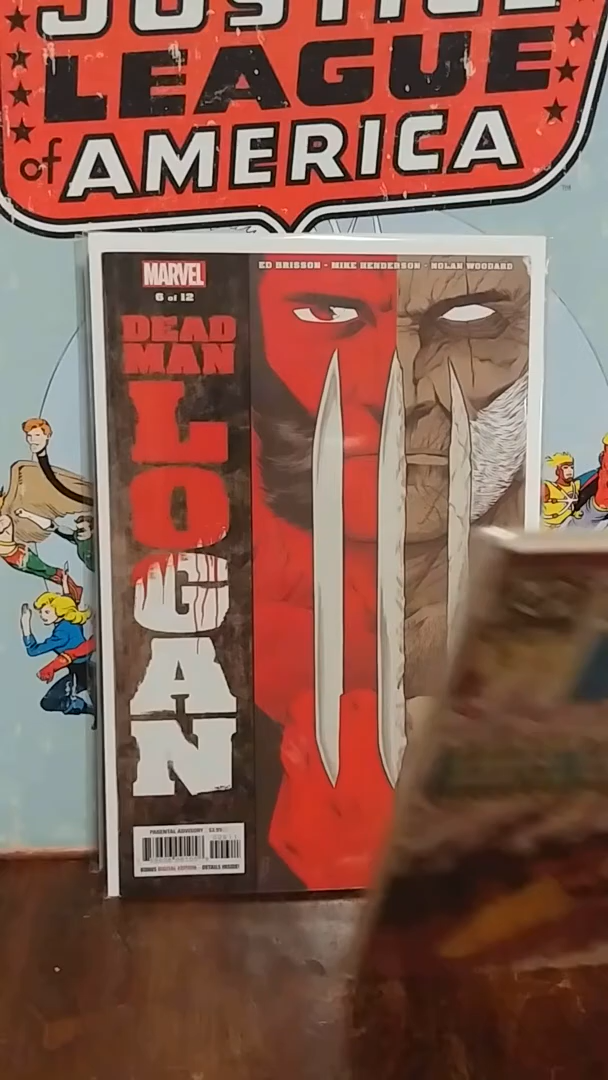 JUSTICE
LEAGUE
of AMERICA
MARVEL
6 of 12
ED BRISSON - MIKE HENDERSON - NOLAN WOODARD
DEAD
MAN
LOGAN
PARENTAL ADVISORY $3.99
BONUS DIGITAL EDITION - DETAILS INSIDE!